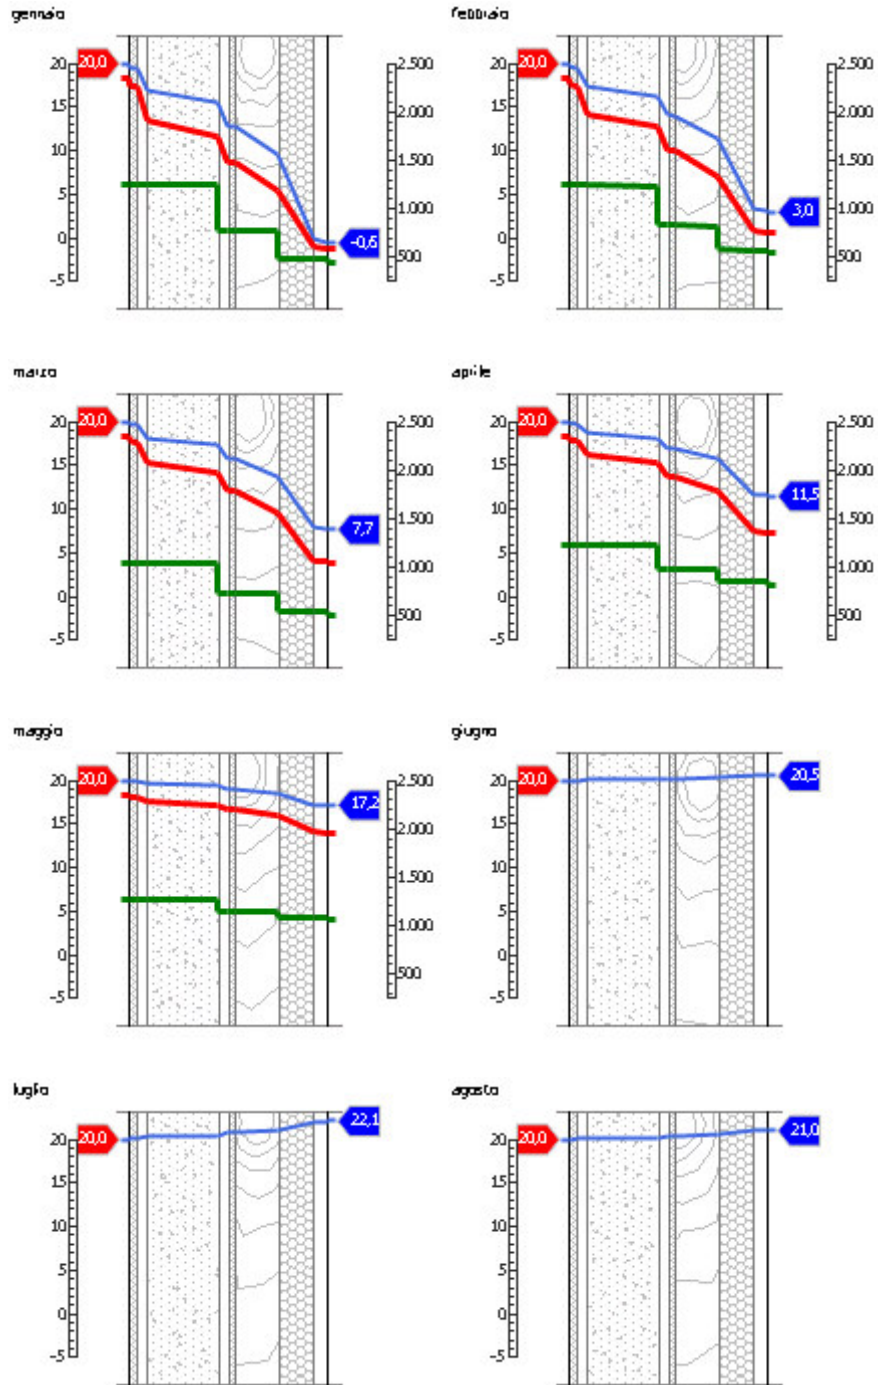 gennaio febbraio
20 20,0 2.500 20 20,0 2.500
15 2.000 15 2.000
10 1.500 10 1.500
5 1.000 5 1.000
0 -0,6 500 0 3,0 500
-5 -5
marzo aprile
20 20,0 2.500 20 20,0 2.500
15 2.000 15 2.000
10 7,7 1.500 10 11,5 1.500
5 1.000 5 1.000
0 500 0 500
-5 -5
maggio giugno
20 20,0 17,2 2.500 20 20,0 20,5
15 2.000 15
10 1.500 10
5 1.000 5
0 500 0
-5 -5
luglio agosto
20 20,0 22,1 20 20,0 21,0
15 15
10 10
5 5
0 0
-5 -5